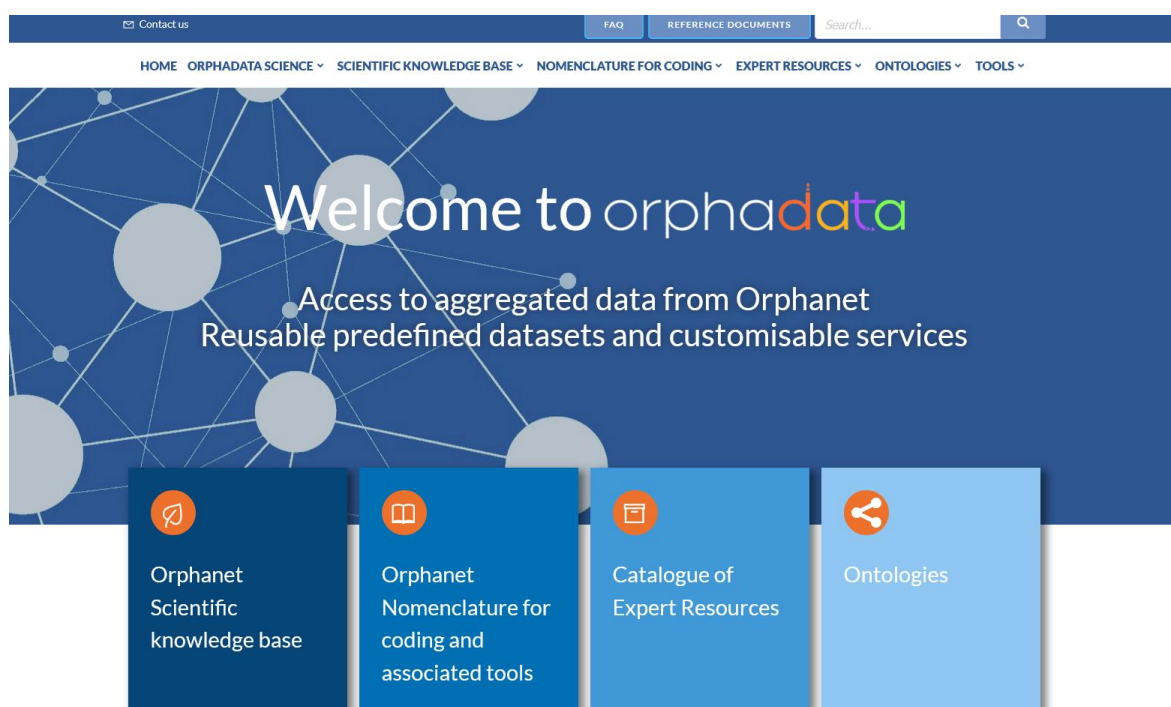 Contact us
FAQ
REFERENCE DOCUMENTS
Search...
HOME ORPHADATA SCIENCE SCIENTIFIC KNOWLEDGE BASE NOMENCLATURE FOR CODING EXPERT RESOURCES ONTOLOGIES TOOLS
Welcome to orphadata
Access to aggregated data from Orphanet
Reusable predefined datasets and customisable services
Orphanet
Scientific
knowledge base
Orphanet
Nomenclature for
coding and
associated tools
Catalogue of
Expert Resources
Ontologies